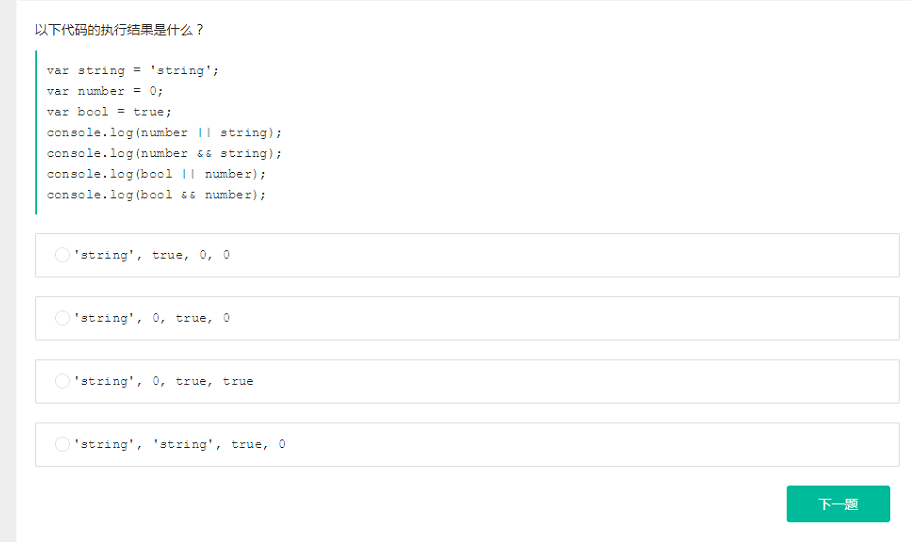 以下代码的执行结果是什么？
var string = 'string';
var number = 0;
var bool = true;
console.log(number || string);
console.log(number && string);
console.log(bool || number);
console.log(bool && number);
'string', true, 0, 0
'string', 0, true, 0
'string', 0, true, true
'string', 'string', true, 0
下一题